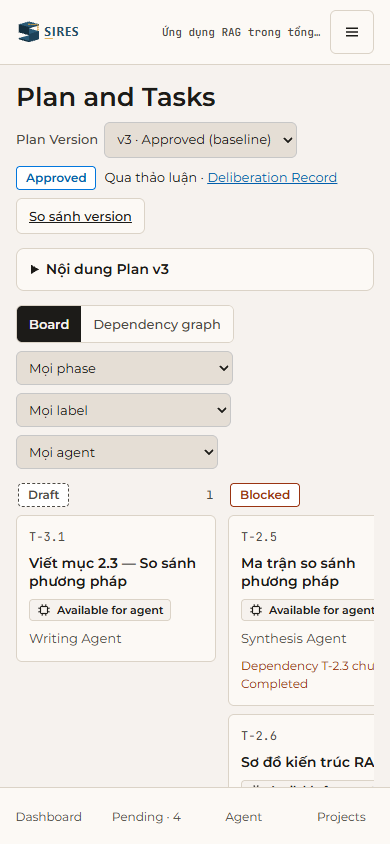 SIRES
Ứng dụng RAG trong tổng…
Plan and Tasks
Plan Version
v3 · Approved (baseline)
Approved
Qua thảo luận · Deliberation Record
So sánh version
Nội dung Plan v3
Board
Dependency graph
Mọi phase
Mọi label
Mọi agent
Draft
1
T-3.1
Viết mục 2.3 — So sánh
phương pháp
Available for agent
Writing Agent
Blocked
T-2.5
Ma trận so sánh
phương pháp
Available for agent
Synthesis Agent
Dependency T-2.3 chư
Completed
T-2.6
Sơ đồ kiến trúc RA
Dashboard
Pending · 4
Agent
Projects